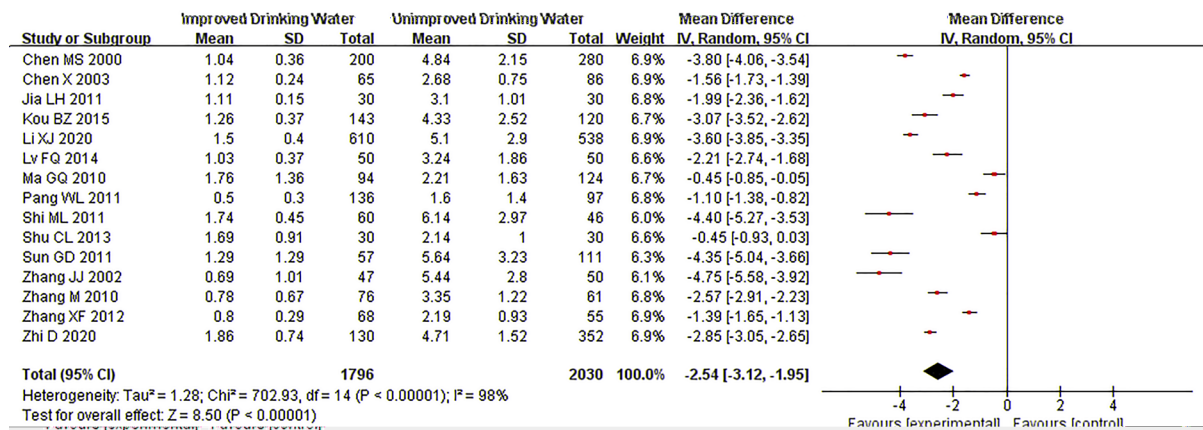 Improved Drinking Water Unimproved Drinking Water Mean Difference Mean Difference
Study or Subgroup Mean SD Total Mean SD Total Weight IV, Random, 95% CI IV, Random, 95% CI
Chen MS 2000 1.04 0.36 200 4.84 2.15 280 6.9% -3.80 [-4.06, -3.54]
Chen X 2003 1.12 0.24 65 2.68 0.75 86 6.9% -1.56 [-1.73, -1.39]
Jia LH 2011 1.11 0.15 30 3.1 1.01 30 6.8% -1.99 [-2.36, -1.62]
Kou BZ 2015 1.26 0.37 143 4.33 2.52 120 6.7% -3.07 [-3.52, -2.62]
Li XJ 2020 1.5 0.4 610 5.1 2.9 538 6.9% -3.60 [-3.85, -3.35]
Lv FQ 2014 1.03 0.37 50 3.24 1.86 50 6.6% -2.21 [-2.74, -1.68]
Ma GQ 2010 1.76 1.36 94 2.21 1.63 124 6.8% -0.45 [-0.85, -0.05]
Pang WL 2011 0.5 0.3 136 1.6 1.4 97 6.8% -1.10 [-1.38, -0.82]
Shi ML 2011 1.74 0.45 60 6.14 2.97 46 6.0% -4.40 [-5.27, -3.53]
Shu CL 2013 1.69 0.91 30 2.14 1 30 6.6% -0.45 [-0.93, 0.03]
Sun GD 2011 1.29 1.29 57 5.64 3.23 111 6.3% -4.35 [-5.04, -3.66]
Zhang JJ 2002 0.69 1.01 47 5.44 2.8 50 6.1% -4.75 [-5.58, -3.92]
Zhang M 2010 0.78 0.67 76 3.35 1.22 61 6.8% -2.57 [-2.91, -2.23]
Zhang XF 2012 0.8 0.29 68 2.19 0.93 55 6.9% -1.39 [-1.65, -1.13]
Zhi D 2020 1.86 0.74 130 4.71 1.52 352 6.9% -2.85 [-3.05, -2.65]
Total (95% CI) 1796 2030 100.0% -2.54 [-3.12, -1.95]
Heterogeneity: Tau² = 1.28; Chi² = 702.93, df = 14 (P < 0.00001); I² = 98%
Test for overall effect: Z = 8.50 (P < 0.00001)
-4 -2 0 2 4
Favours [experimental] Favours [control]
Favours [experimental] Favours [control]